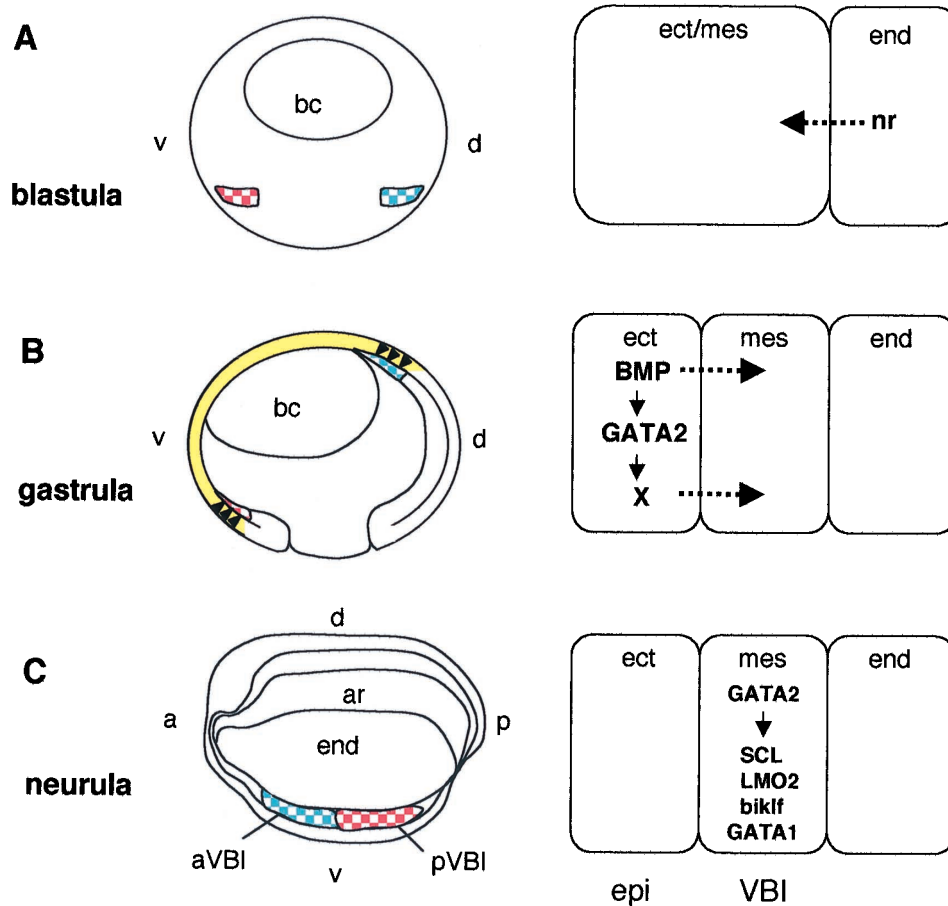 A
blastula
bc
v
d
ect/mes
end
nr
B
gastrula
bc
v
d
ect
mes
end
BMP
GATA2
X
C
neurula
d
a
ar
end
p
aVBI
v
pVBI
ect
mes
end
GATA2
SCL
LMO2
biklf
GATA1
epi
VBI